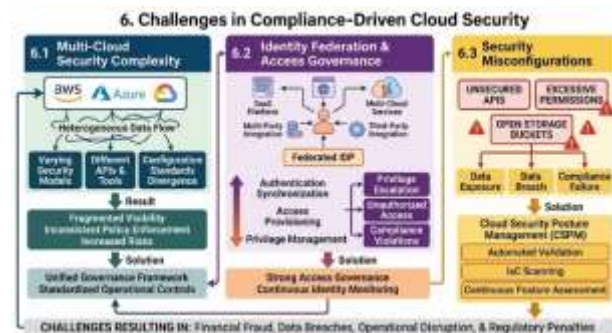 6. Challenges in Compliance-Driven Cloud Security
6.1 Multi-Cloud
Security Complexity
BWS
Azure
Heterogeneous Data Flow
Varying
Security
Models
Different
APIs &
Tools
Configuration
Standards
Divergence
Result
Fragmented Visibility
Inconsistent Policy Enforcement
Increased Risks
Solution
Unified Governance Framework
Standardized Operational Controls
6.2 Identity Federation &
Access Governance
SaaS
Platform
Multi-Cloud
Services
Multi-Party
Integration
Third-Party
Integration
Federated IDP
Authentication
Synchronization
Access
Provisioning
Privilege Management
Privilege
Escalation
Unauthorized
Access
Compliance
Violations
Solution
Strong Access Governance
Continuous Identity Monitoring
6.3 Security
Misconfigurations
UNSECURED
APIS
EXCESSIVE
PERMISSIONS
OPEN STORAGE
BUCKETS
Data
Exposure
Data
Breach
Compliance
Failure
Solution
Cloud Security Posture
Management (CSPM)
Automated Validation
IoC Scanning
Continuous Feature Assessment
CHALLENGES RESULTING IN: Financial Fraud, Data Breaches, Operational Disruption, & Regulatory Penalties